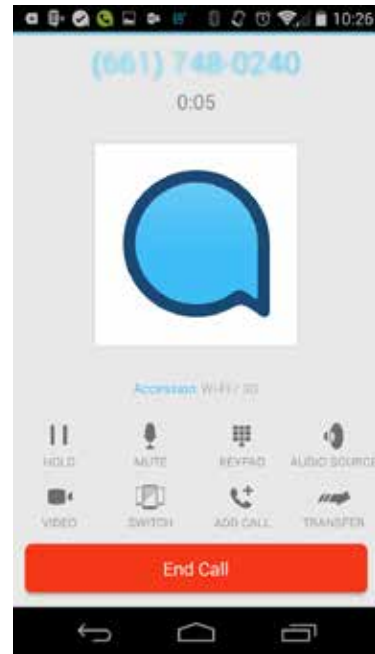 10:26
(661) 748-0240
0:05
Accession Wi-Fi / 3G
HOLD MUTE KEYPAD AUDIO SOURCE
VIDEO SWITCH ADD CALL TRANSFER
End Call